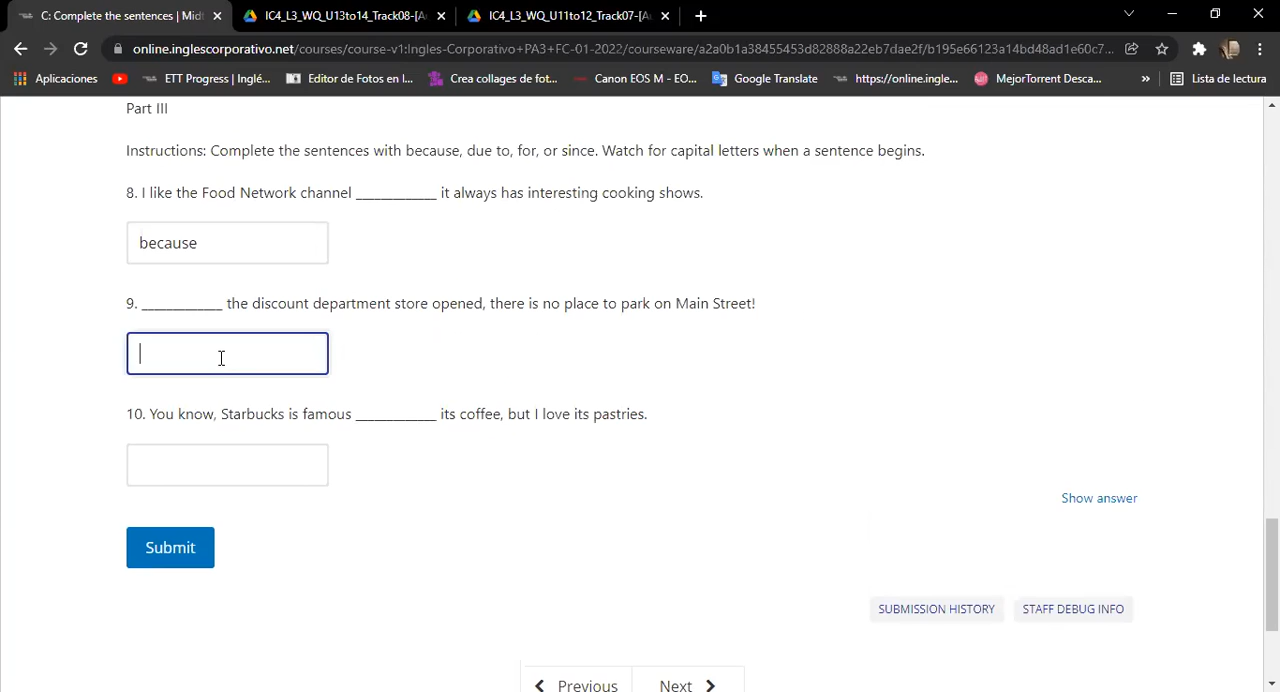 C: Complete the sentences | Midt
IC4_L3_WQ_U13to14_Track08-[A
IC4_L3_WQ_U11to12_Track07-[A
online.inglescorporativo.net/courses/course-v1:Ingles-Corporativo+PA3+FC-01-2022/courseware/a2a0b1a38455453d82888a22eb7dae2f/b195e66123a14bd48ad1e60c7...
Aplicaciones
ETT Progress | Inglé...
Editor de Fotos en l...
Crea collages de fot...
Canon EOS M - EO...
Google Translate
https://online.ingle...
MejorTorrent Desca...
»
Lista de lectura
Part III
Instructions: Complete the sentences with because, due to, for, or since. Watch for capital letters when a sentence begins.
8. I like the Food Network channel _____________ it always has interesting cooking shows.
because
9. _____________ the discount department store opened, there is no place to park on Main Street!
10. You know, Starbucks is famous _____________ its coffee, but I love its pastries.
Show answer
Submit
SUBMISSION HISTORY
STAFF DEBUG INFO
Previous
Next